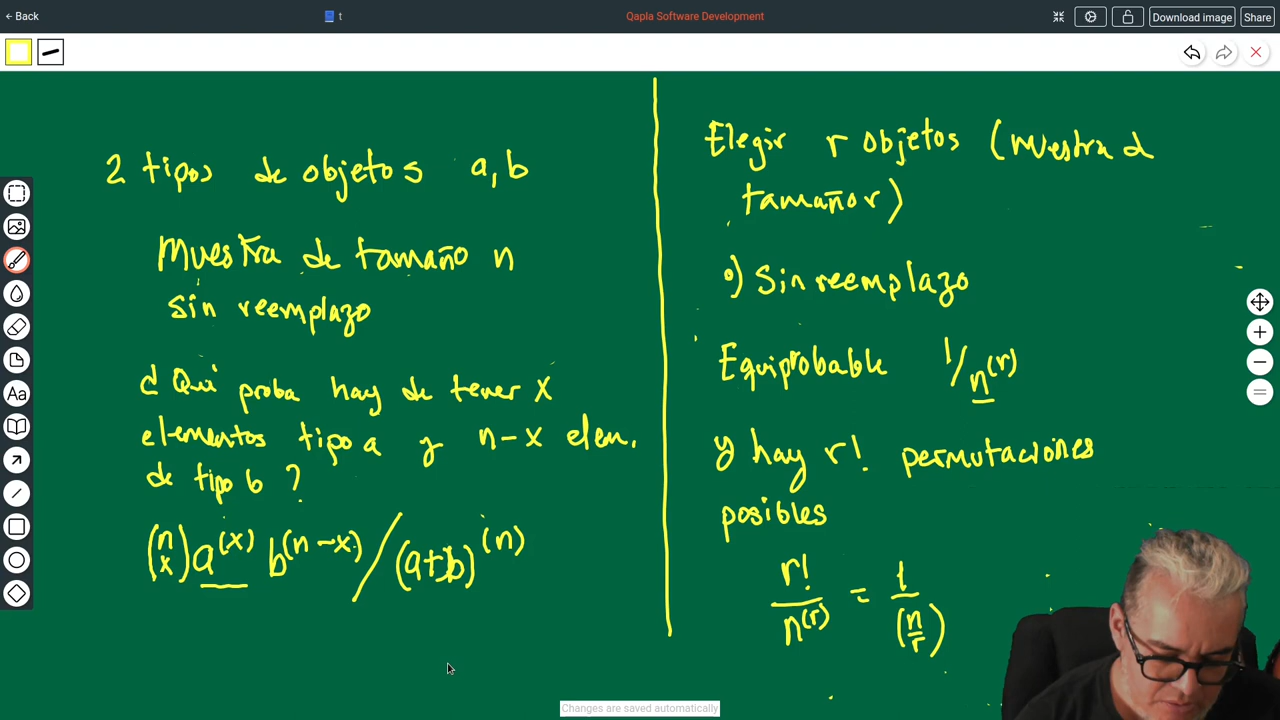 Back
t
Qapla Software Development
Download image
Share
Aa
2 tipos de objetos a, b
Muestra de tamaño n
sin reemplazo
¿Qué proba hay de tener x
elementos tipo a y n-x elem.
de tipo b ?
(n x) a^(x) b^(n-x) / (a+b)^(n)
Elegir r objetos (muestra d
tamaño r)
o) Sin reemplazo
Equiprobable 1/n^(r)
y hay r! permutaciones
posibles
r!/n^(r) = 1/(n r)
Changes are saved automatically